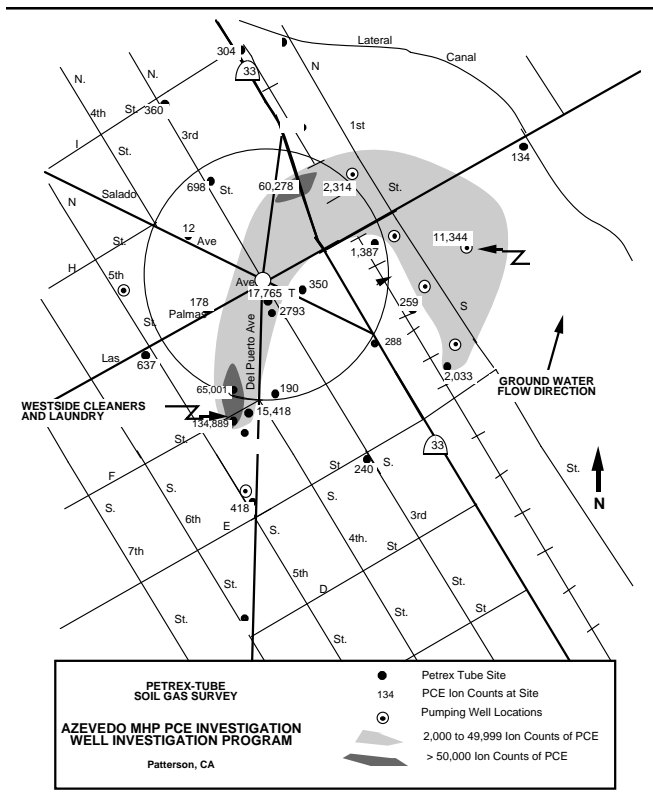 Lateral
Canal
304
33
N
N.
N.
4th
St.
360
3rd
1st
I
St.
134
698
St.
60,278
2,314
St.
Salado
N
12
Ave
11,344
St.
1,387
H
5th
Ave
17,765 T
350
St.
178
Palmas
2793
259
S
Las
637
Del Puerto Ave
288
2,033
65,001
190
GROUND WATER
FLOW DIRECTION
WESTSIDE CLEANERS
AND LAUNDRY
15,418
134,889
St.
33
F
S.
St
S.
240
St.
N
S.
418
6th
E
S.
S.
3rd
7th
4th.
St
5th
D
St.
St.
St
St.
St.
PETREX-TUBE
SOIL GAS SURVEY
AZEVEDO MHP PCE INVESTIGATION
WELL INVESTIGATION PROGRAM
Patterson, CA
Petrex Tube Site
134 PCE Ion Counts at Site
Pumping Well Locations
2,000 to 49,999 Ion Counts of PCE
> 50,000 Ion Counts of PCE